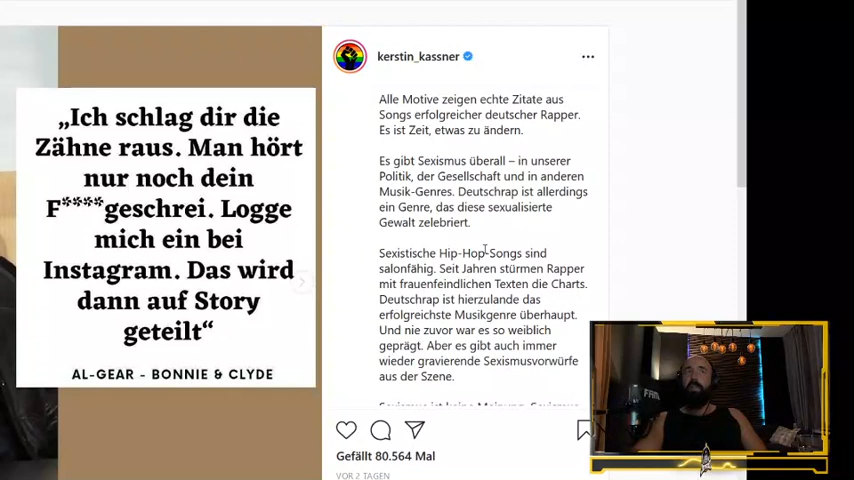 „Ich schlag dir die
Zähne raus. Man hört
nur noch dein
F****geschrei. Logge
mich ein bei
Instagram. Das wird
dann auf Story
geteilt“
AL-GEAR - BONNIE & CLYDE
kerstin_kassner
Alle Motive zeigen echte Zitate aus
Songs erfolgreicher deutscher Rapper.
Es ist Zeit, etwas zu ändern.
Es gibt Sexismus überall – in unserer
Politik, der Gesellschaft und in anderen
Musik-Genres. Deutschrap ist allerdings
ein Genre, das diese sexualisierte
Gewalt zelebriert.
Sexistische Hip-Hop-Songs sind
salonfähig. Seit Jahren stürmen Rapper
mit frauenfeindlichen Texten die Charts.
Deutschrap ist hierzulande das
erfolgreichste Musikgenre überhaupt.
Und nie zuvor war es so weiblich
geprägt. Aber es gibt auch immer
wieder gravierende Sexismusvorwürfe
aus der Szene.
Sexismus ist keine Meinung. Sexismus
Gefällt 80.564 Mal
VOR 2 TAGEN